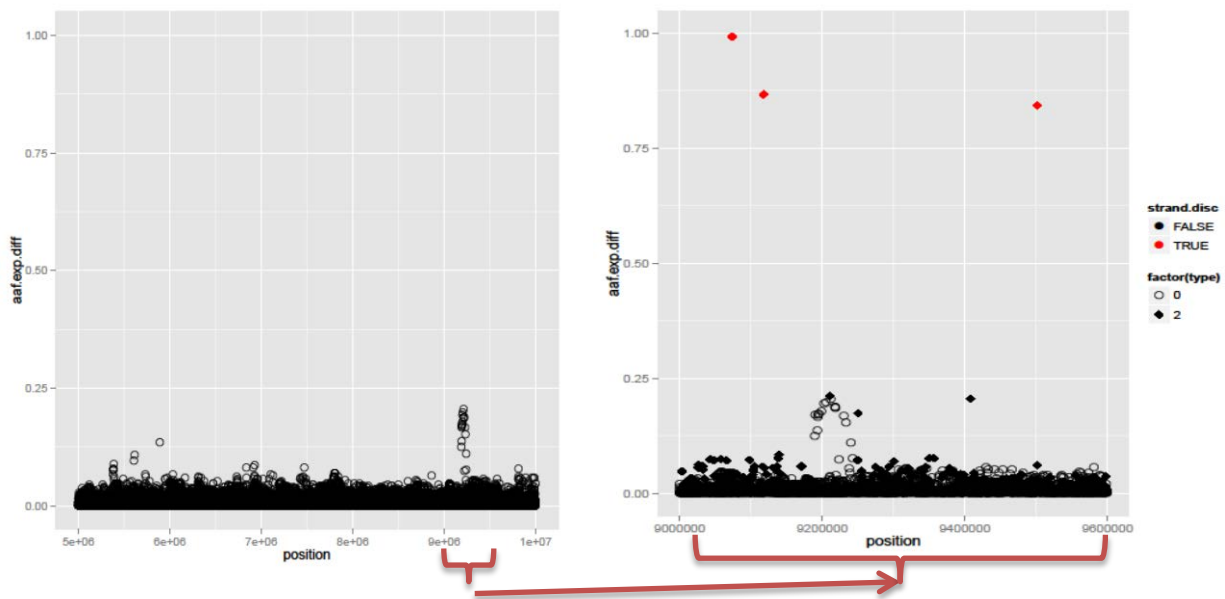 1.00
0.75
0.50
0.25
0.00
aaf.exp.diff
5e+06
6e+06
7e+06
8e+06
9e+06
1e+07
position
1.00
0.75
0.50
0.25
0.00
aaf.exp.diff
9000000
9200000
9400000
9600000
position
strand.disc
FALSE
TRUE
factor(type)
0
2